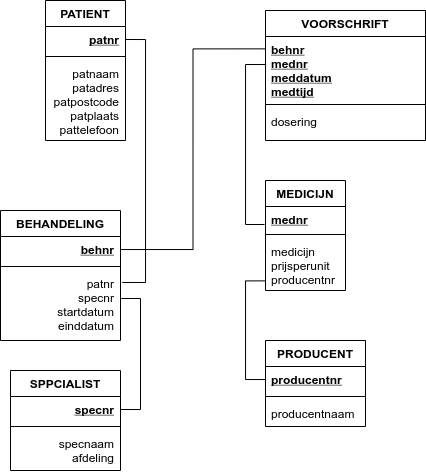 PATIENT
patnr
patnaam
patadres
patpostcode
patplaats
pattelefoon
VOORSCHRIFT
behnr
mednr
meddatum
medtijd
dosering
BEHANDELING
behnr
patnr
specnr
startdatum
einddatum
MEDICIJN
mednr
medicijn
prijsperunit
producentnr
SPPCIALIST
specnr
specnaam
afdeling
PRODUCENT
producentnr
producentnaam